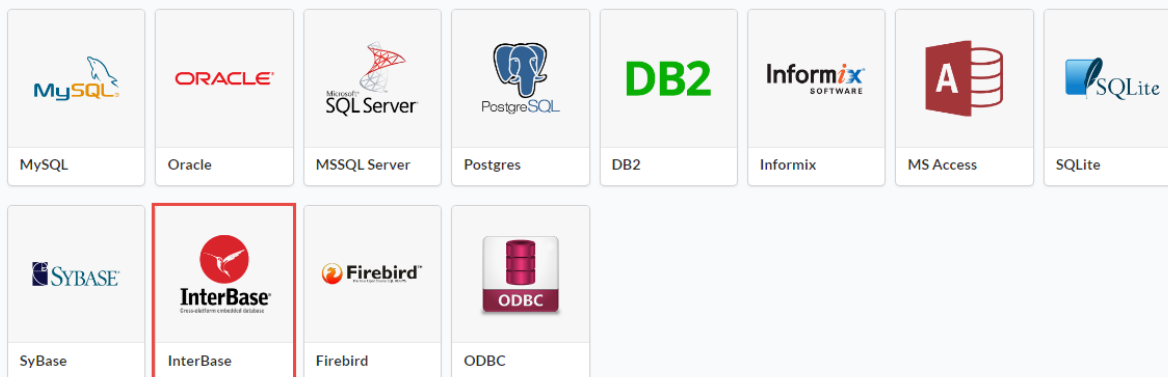 MySQL
ORACLE
Microsoft
SQL Server
PostgreSQL
DB2
Informix
SOFTWARE
A
SQLite
MySQL
Oracle
MSSQL Server
Postgres
DB2
Informix
MS Access
SQLite
SYBASE
InterBase
Cross-platform embedded database
Firebird
ODBC
SyBase
InterBase
Firebird
ODBC